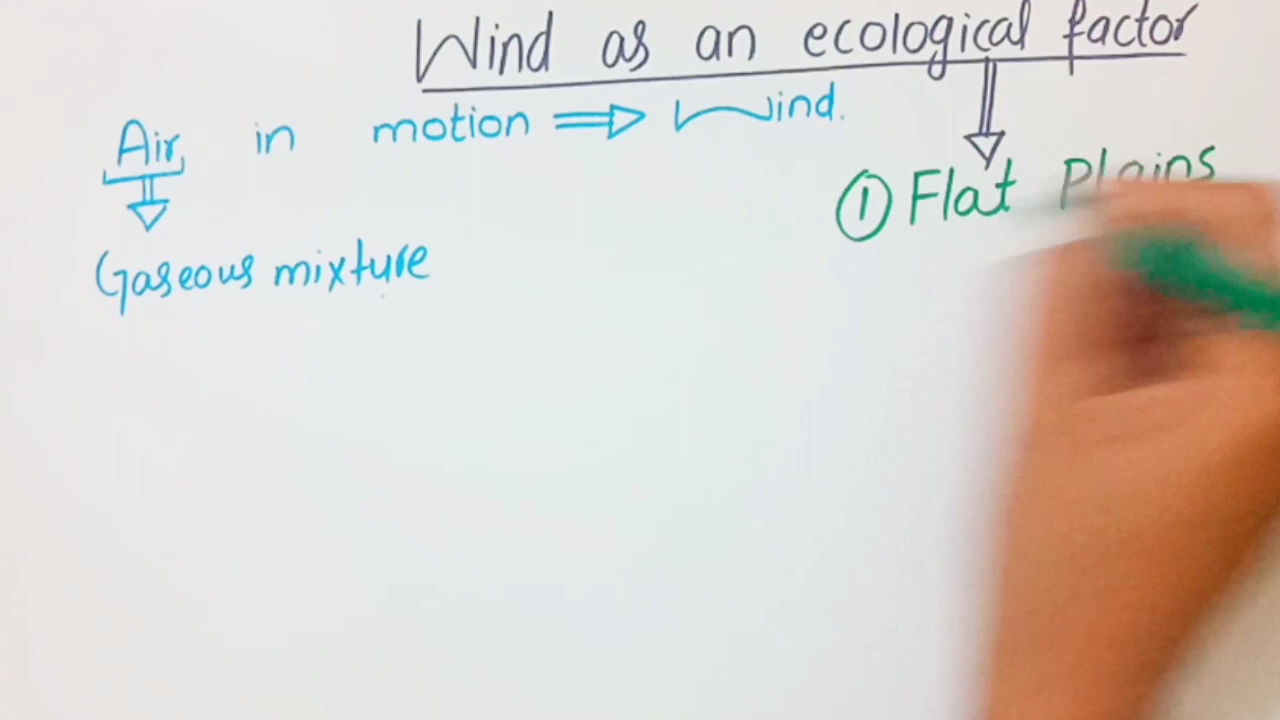 Wind as an ecological factor
Air in motion ⇒ Wind.
① Flat Plains
Gaseous mixture